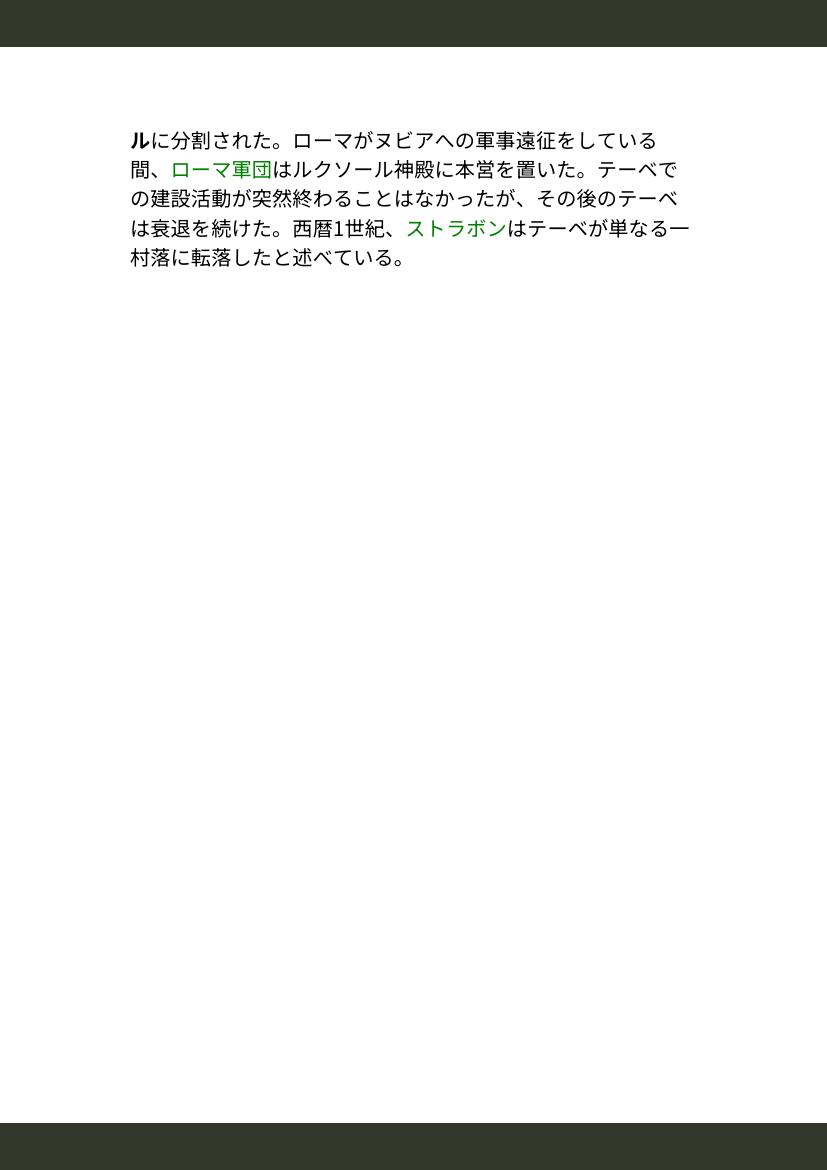 ルに分割された。ローマがヌビアへの軍事遠征をしている
間、ローマ軍団はルクソール神殿に本営を置いた。テーベで
の建設活動が突然終わることはなかったが、その後のテーベ
は衰退を続けた。西暦1世紀、ストラボンはテーベが単なる一
村落に転落したと述べている。